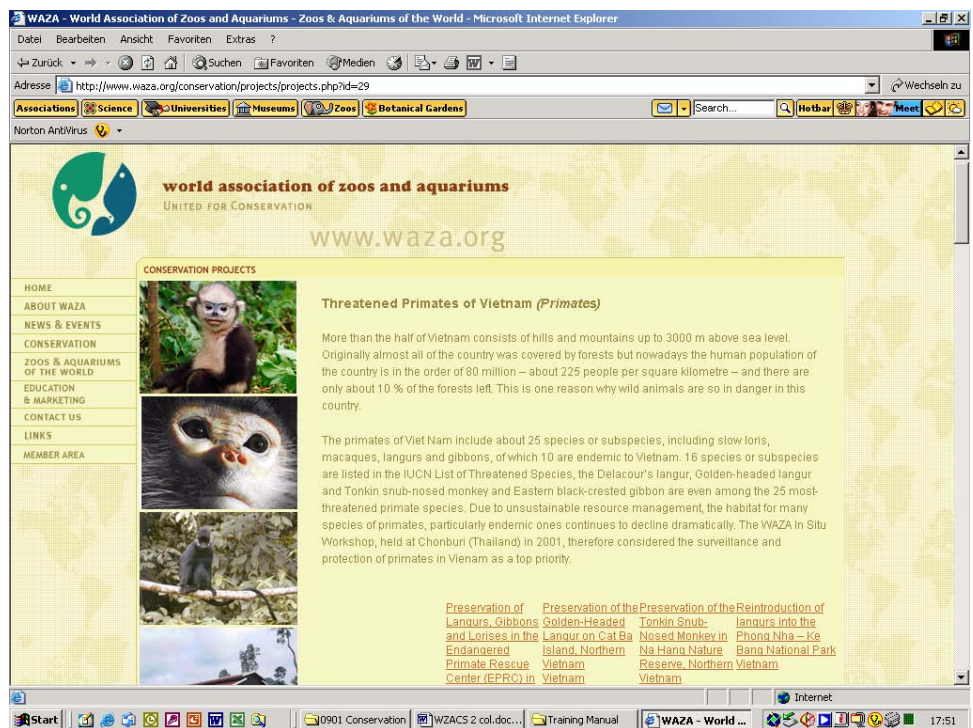 WAZA - World Association of Zoos and Aquariums - Zoos & Aquariums of the World - Microsoft Internet Explorer
Datei Bearbeiten Ansicht Favoriten Extras ?
Zurück Suchen Favoriten Medien
Adresse http://www.waza.org/conservation/projects/projects.php?id=29 Wechseln zu
Associations Science Universities Museums Zoos Botanical Gardens Search... Hotbar Meet
Norton AntiVirus
world association of zoos and aquariums
UNITED FOR CONSERVATION
www.waza.org
CONSERVATION PROJECTS
HOME
ABOUT WAZA
NEWS & EVENTS
CONSERVATION
ZOOS & AQUARIUMS
OF THE WORLD
EDUCATION
& MARKETING
CONTACT US
LINKS
MEMBER AREA
Threatened Primates of Vietnam (Primates)
More than the half of Vietnam consists of hills and mountains up to 3000 m above sea level.
Originally almost all of the country was covered by forests but nowadays the human population of
the country is in the order of 80 million – about 225 people per square kilometre – and there are
only about 10 % of the forests left. This is one reason why wild animals are so in danger in this
country.
The primates of Viet Nam include about 25 species or subspecies, including slow loris,
macaques, langurs and gibbons, of which 10 are endemic to Vietnam. 16 species or subspecies
are listed in the IUCN List of Threatened Species, the Delacour's langur, Golden-headed langur
and Tonkin snub-nosed monkey and Eastern black-crested gibbon are even among the 25 most-
threatened primate species. Due to unsustainable resource management, the habitat for many
species of primates, particularly endemic ones continues to decline dramatically. The WAZA In Situ
Workshop, held at Chonburi (Thailand) in 2001, therefore considered the surveillance and
protection of primates in Vienam as a top priority.
Preservation of
Langurs, Gibbons
and Lorises in the
Endangered
Primate Rescue
Center (EPRC) in
Preservation of the
Golden-Headed
Langur on Cat Ba
Island, Northern
Vietnam
Vietnam
Preservation of the
Tonkin Snub-
Nosed Monkey in
Na Hang Nature
Reserve, Northern
Vietnam
Reintroduction of
langurs into the
Phong Nha – Ke
Bang National Park
Vietnam
Internet
Start 0901 Conservation WZACS 2 col.doc... Training Manual WAZA - World ... 17:51